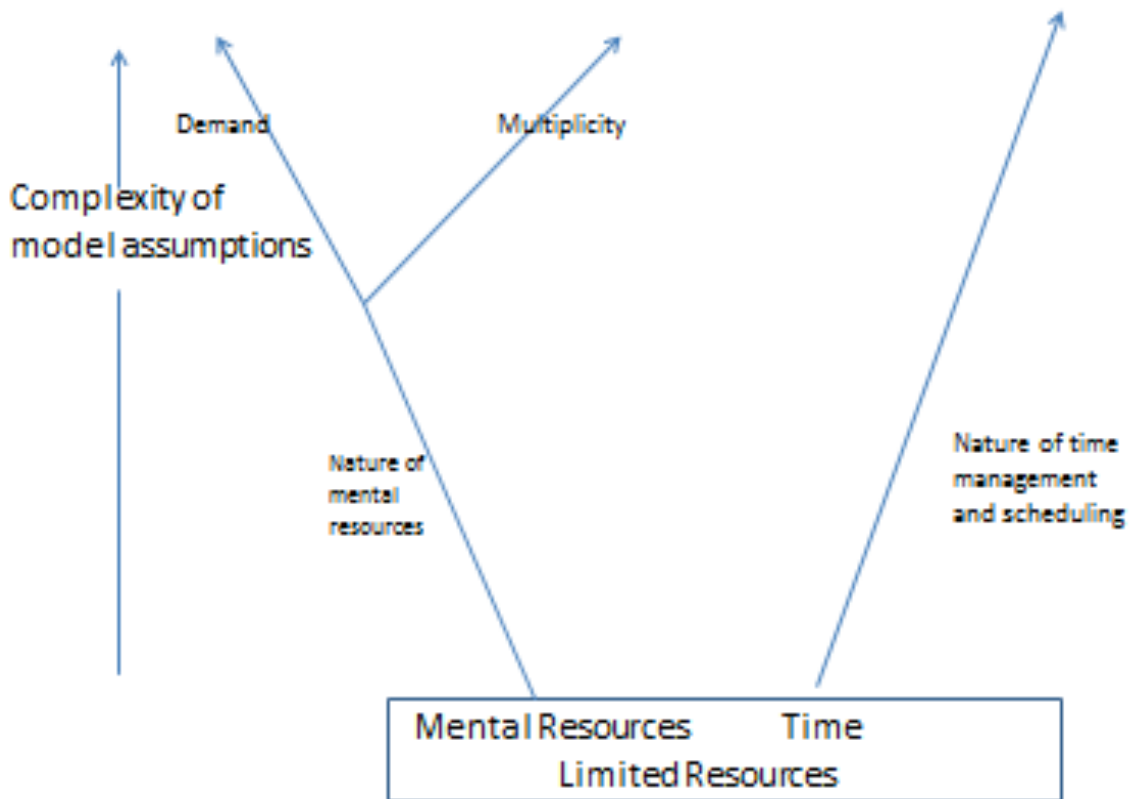 Demand
Multiplicity
Complexity of
model assumptions
Nature of
mental
resources
Nature of time
management
and scheduling
Mental Resources Time
Limited Resources